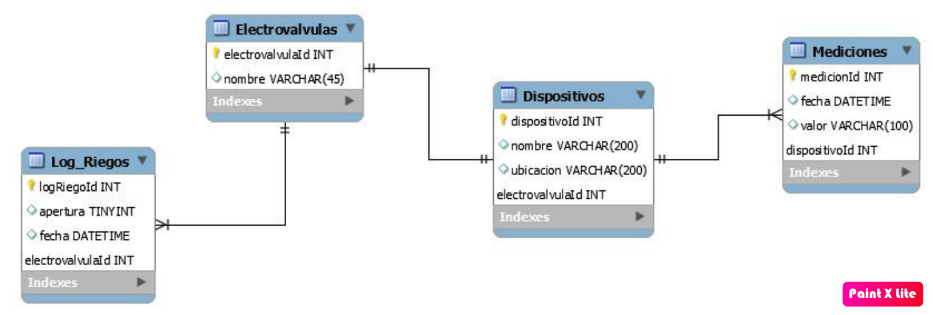 Electrovalvulas
electrovalvulaId INT
nombre VARCHAR(45)
Indexes
Log_Riegos
logRiegoId INT
apertura TINYINT
fecha DATETIME
electrovalvulaId INT
Indexes
Dispositivos
dispositivoId INT
nombre VARCHAR(200)
ubicacion VARCHAR(200)
electrovalvulaId INT
Indexes
Mediciones
medicionId INT
fecha DATETIME
valor VARCHAR(100)
dispositivoId INT
Indexes
Paint X Lite